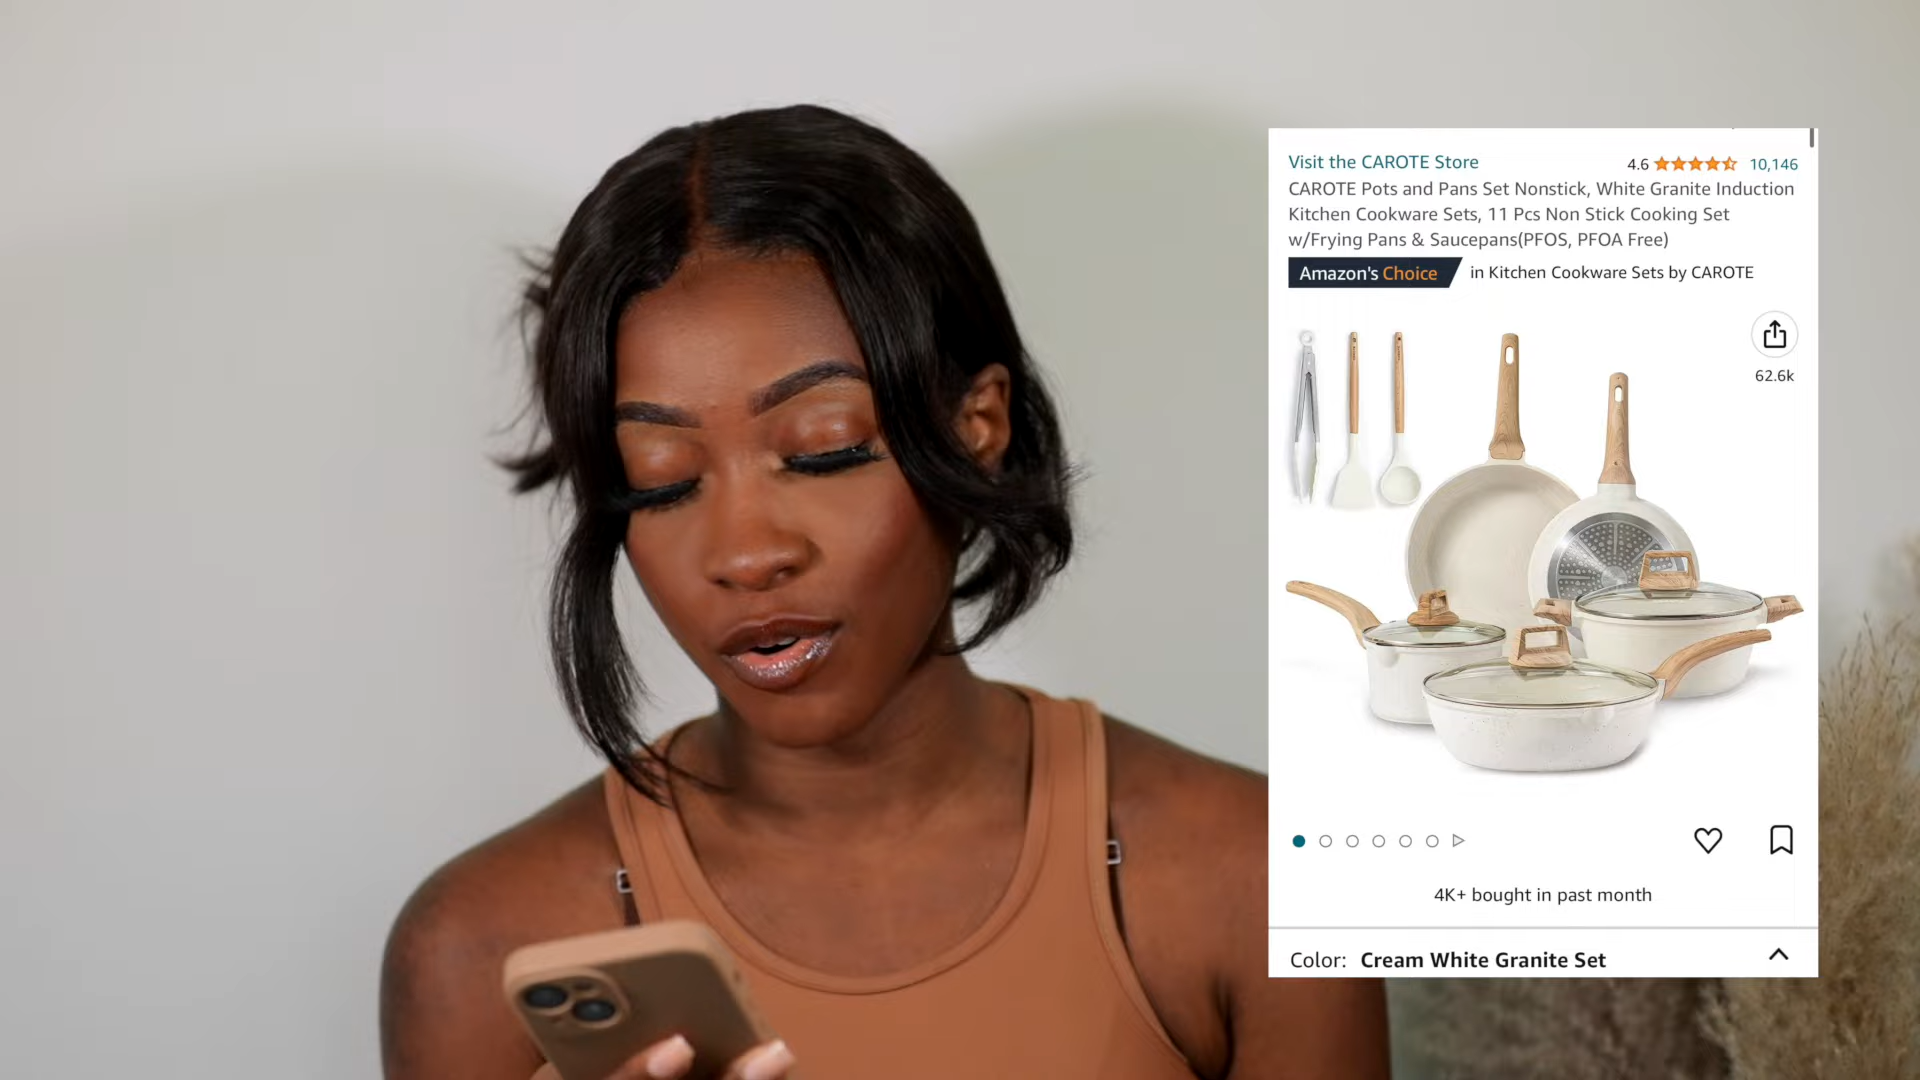 Visit the CAROTE Store
4.6 10,146
CAROTE Pots and Pans Set Nonstick, White Granite Induction
Kitchen Cookware Sets, 11 Pcs Non Stick Cooking Set
w/Frying Pans & Saucepans(PFOS, PFOA Free)
Amazon's Choice in Kitchen Cookware Sets by CAROTE
62.6k
4K+ bought in past month
Color: Cream White Granite Set